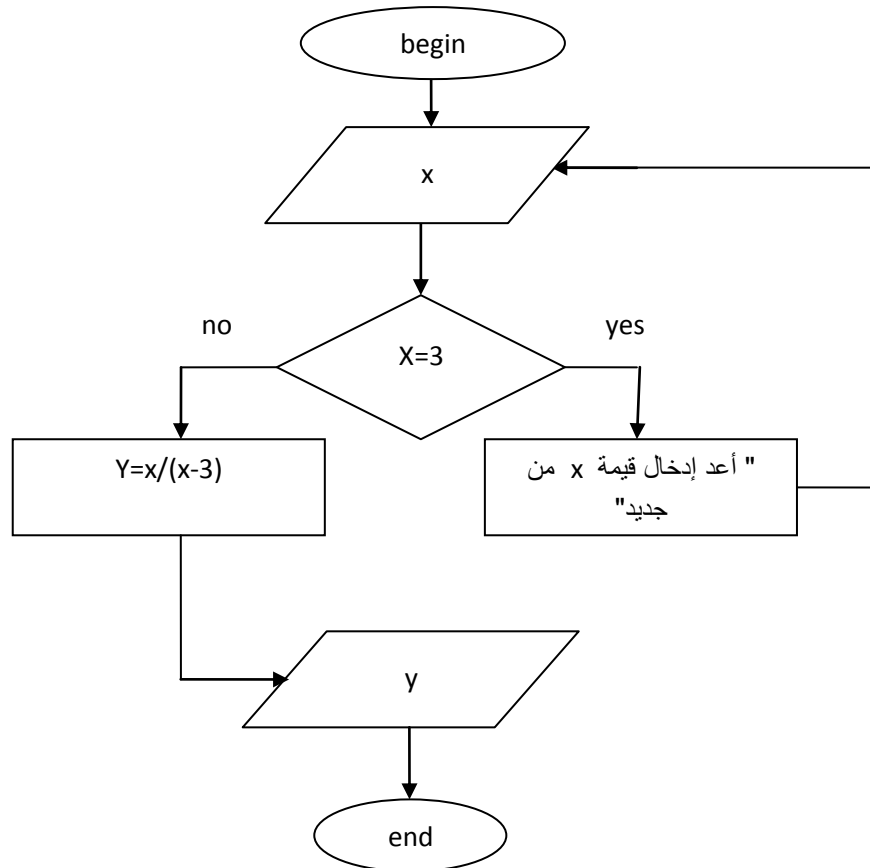 begin
x
no
yes
X=3
Y=x/(x-3)
" أعد إدخال قيمة x من
جديد"
y
end